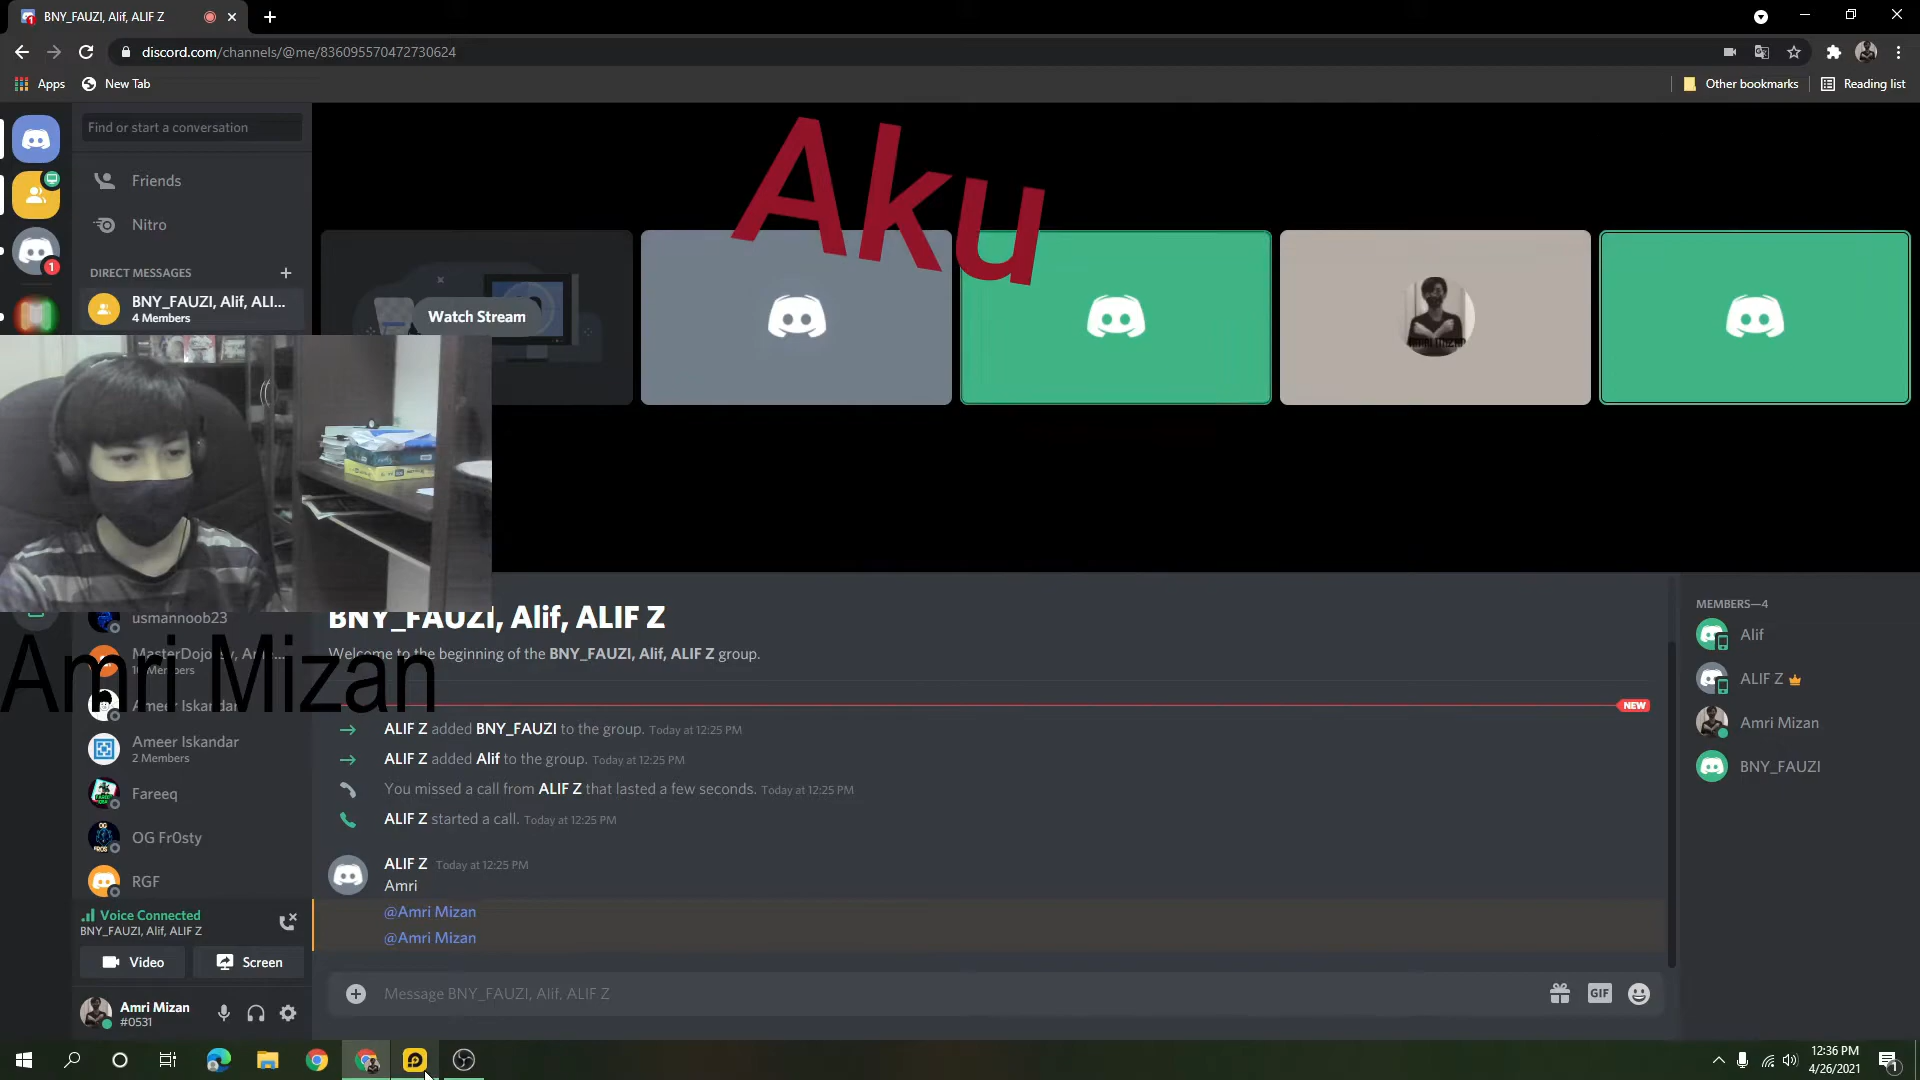 BNY_FAUZI, Alif, ALIF Z
discord.com/channels/@me/836095570472730624
Apps
New Tab
Other bookmarks
Reading list
Find or start a conversation
Friends
Nitro
DIRECT MESSAGES
BNY_FAUZI, Alif, ALI...
4 Members
1
Aku
Watch Stream
usmannoob23
Amri Mizan
Ameer Iskandar
Ameer Iskandar
2 Members
Fareeq
OG Fr0sty
RGF
Voice Connected
BNY_FAUZI, Alif, ALIF Z
Video
Screen
Amri Mizan
#0531
BNY_FAUZI, Alif, ALIF Z
Welcome to the beginning of the BNY_FAUZI, Alif, ALIF Z group.
NEW
ALIF Z added BNY_FAUZI to the group. Today at 12:25 PM
ALIF Z added Alif to the group. Today at 12:25 PM
You missed a call from ALIF Z that lasted a few seconds. Today at 12:25 PM
ALIF Z started a call. Today at 12:25 PM
ALIF Z Today at 12:25 PM
Amri
@Amri Mizan
@Amri Mizan
Message BNY_FAUZI, Alif, ALIF Z
GIF
MEMBERS—4
Alif
ALIF Z
Amri Mizan
BNY_FAUZI
12:36 PM
4/26/2021
1